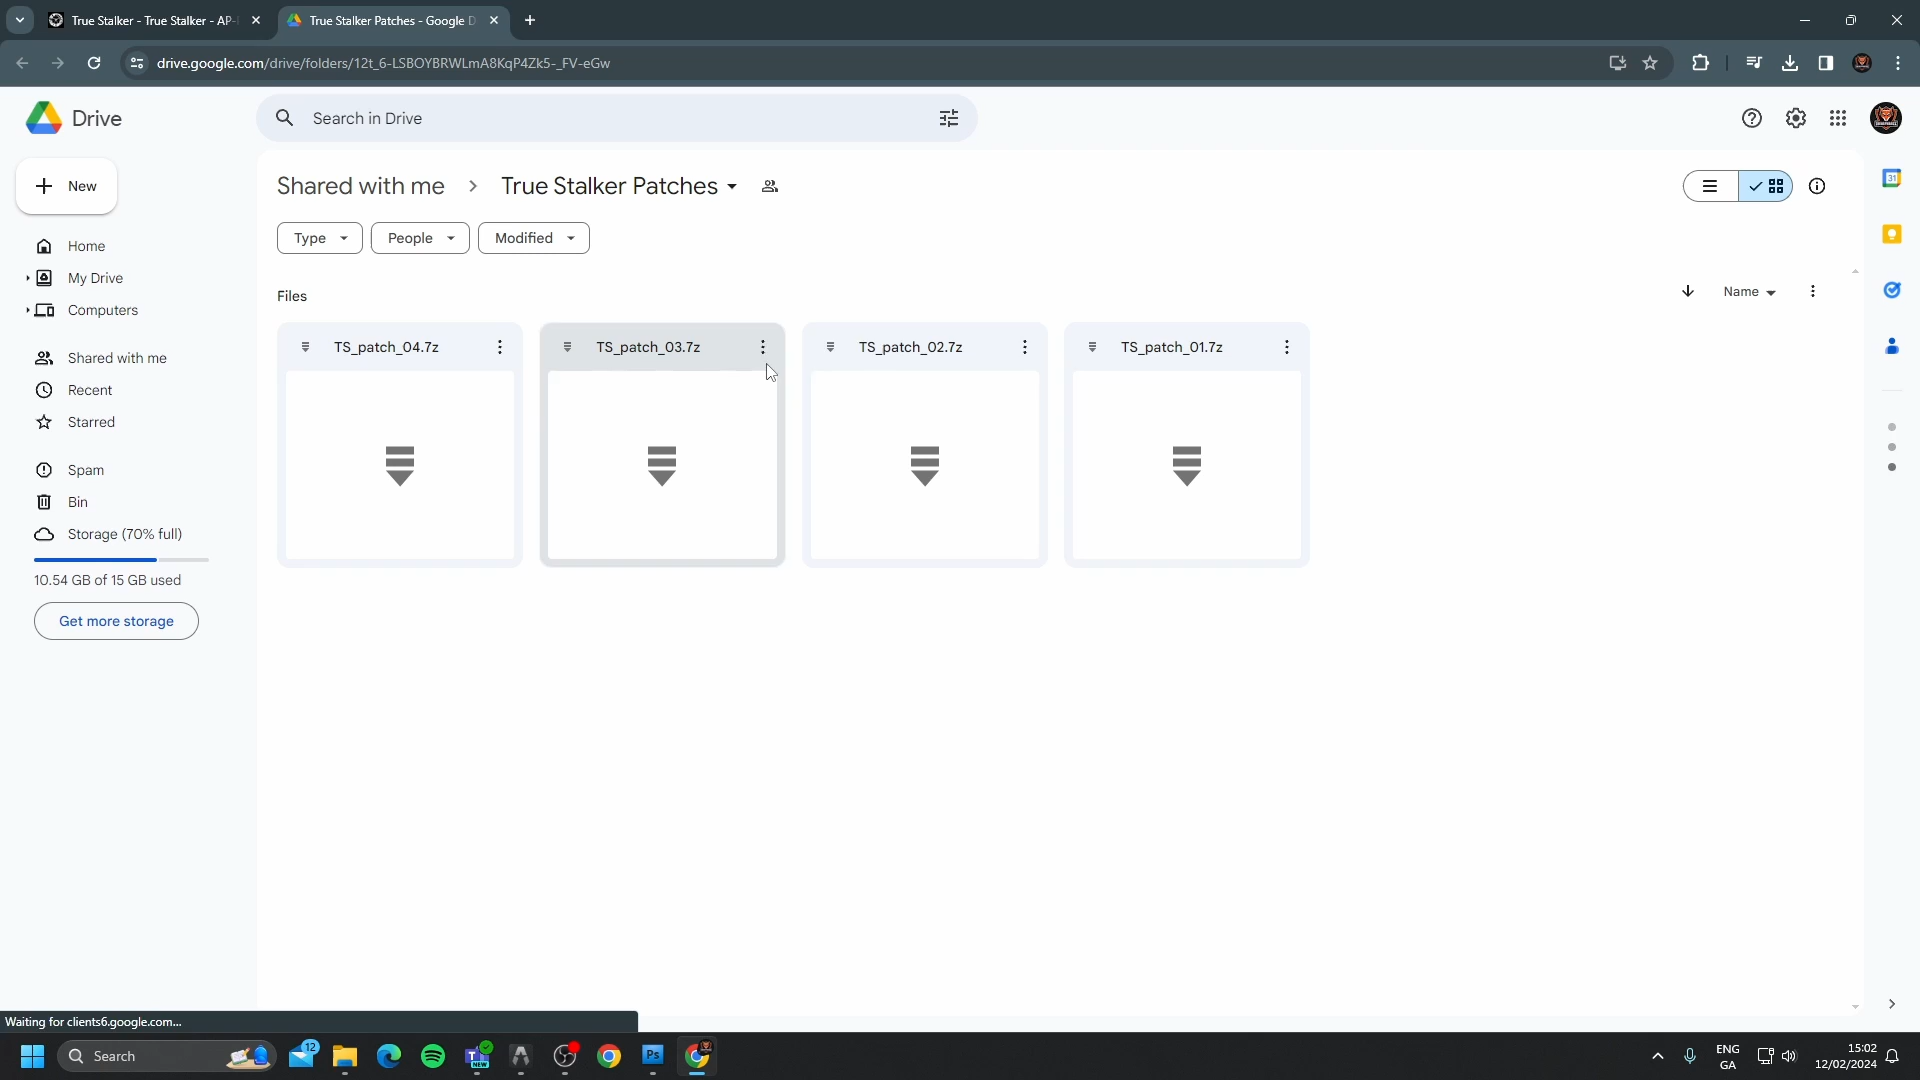 True Stalker - True Stalker - AP-
True Stalker Patches - Google D
drive.google.com/drive/folders/12t_6-LSBOYBRWLmA8KqP4Zk5-_FV-eGw
Drive
Search in Drive
New
Shared with me
True Stalker Patches
Type
People
Modified
Home
My Drive
Computers
Shared with me
Recent
Starred
Spam
Bin
Storage (70% full)
10.54 GB of 15 GB used
Get more storage
Files
Name
TS_patch_04.7z
TS_patch_03.7z
TS_patch_02.7z
TS_patch_01.7z
31
Waiting for clients6.google.com...
Search
12
NEW
Ps
ENG
GA
15:02
12/02/2024